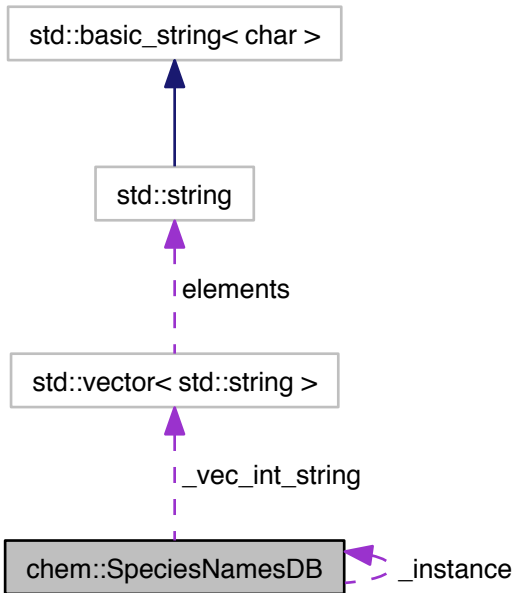 std::basic_string< char >
std::string
elements
std::vector< std::string >
_vec_int_string
chem::SpeciesNamesDB
_instance